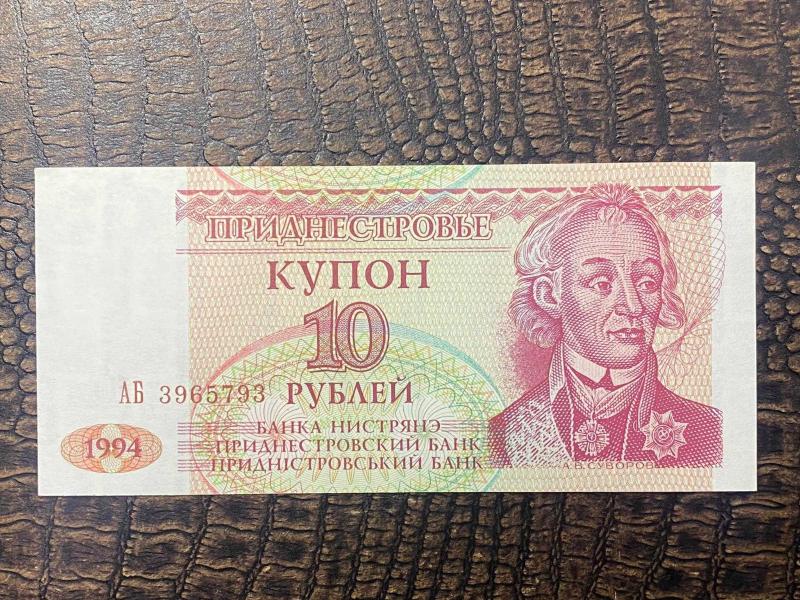 ПРИДНЕСТРОВЬЕ
КУПОН
10
АБ 3965793
РУБЛЕЙ
БАНКА НИСТРЯНЭ
ПРИДНЕСТРОВСКИЙ БАНК
ПРИДНІСТРОВСЬКИЙ БАНК
1994
А.В.СУВОРОВ